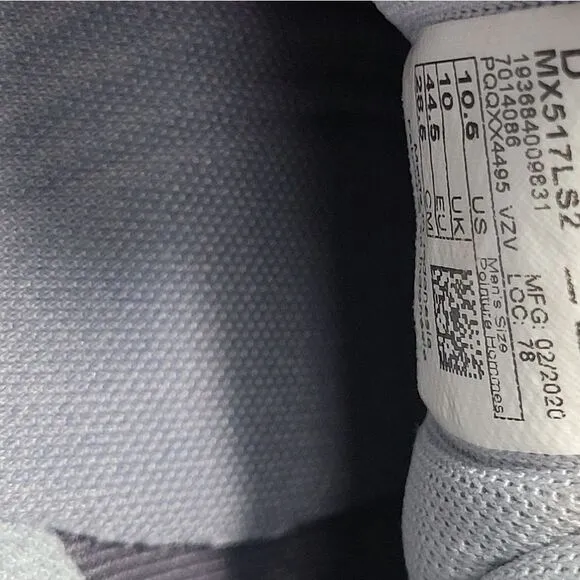 D
MX517LS2
193684009831
7014086
PQQXX4495 VZV
MFG: 02/2020
LOC: 78
10.5 US
10 UK
44.5 EU
28.5 CM
Men's Size
Pointure Hommes